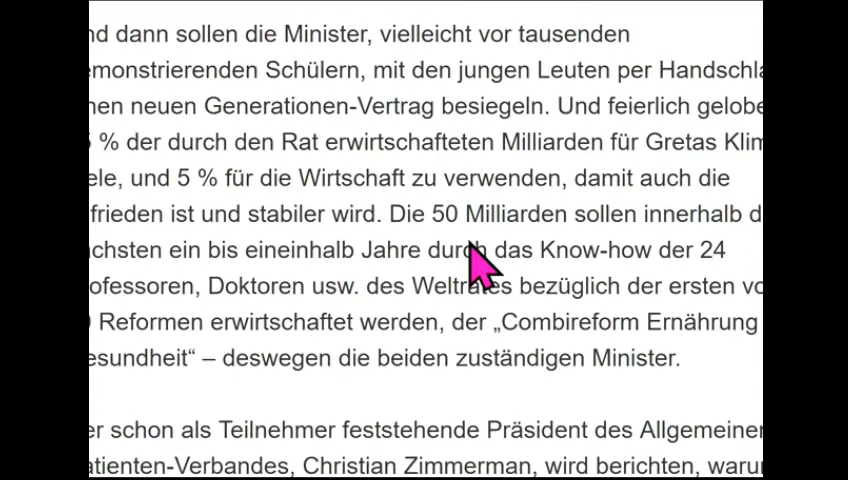 nd dann sollen die Minister, vielleicht vor tausenden
emonstrierenden Schülern, mit den jungen Leuten per Handschla
nen neuen Generationen-Vertrag besiegeln. Und feierlich gelobe
5 % der durch den Rat erwirtschafteten Milliarden für Gretas Klim
ele, und 5 % für die Wirtschaft zu verwenden, damit auch die
frieden ist und stabiler wird. Die 50 Milliarden sollen innerhalb d
chsten ein bis eineinhalb Jahre durch das Know-how der 24
ofessoren, Doktoren usw. des Weltrates bezüglich der ersten vo
0 Reformen erwirtschaftet werden, der „Combireform Ernährung
esundheit“ – deswegen die beiden zuständigen Minister.
er schon als Teilnehmer feststehende Präsident des Allgemeinen
atienten-Verbandes, Christian Zimmerman, wird berichten, waru